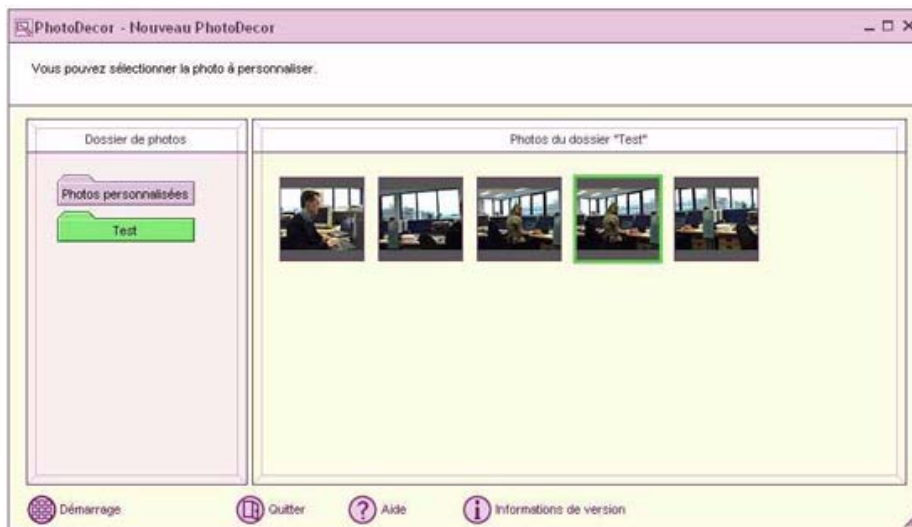 PhotoDecor - Nouveau PhotoDecor
Vous pouvez sélectionner la photo à personnaliser.
Dossier de photos
Photos du dossier "Test"
Photos personnalisées
Test
Démarrage
Quitter
Aide
Informations de version